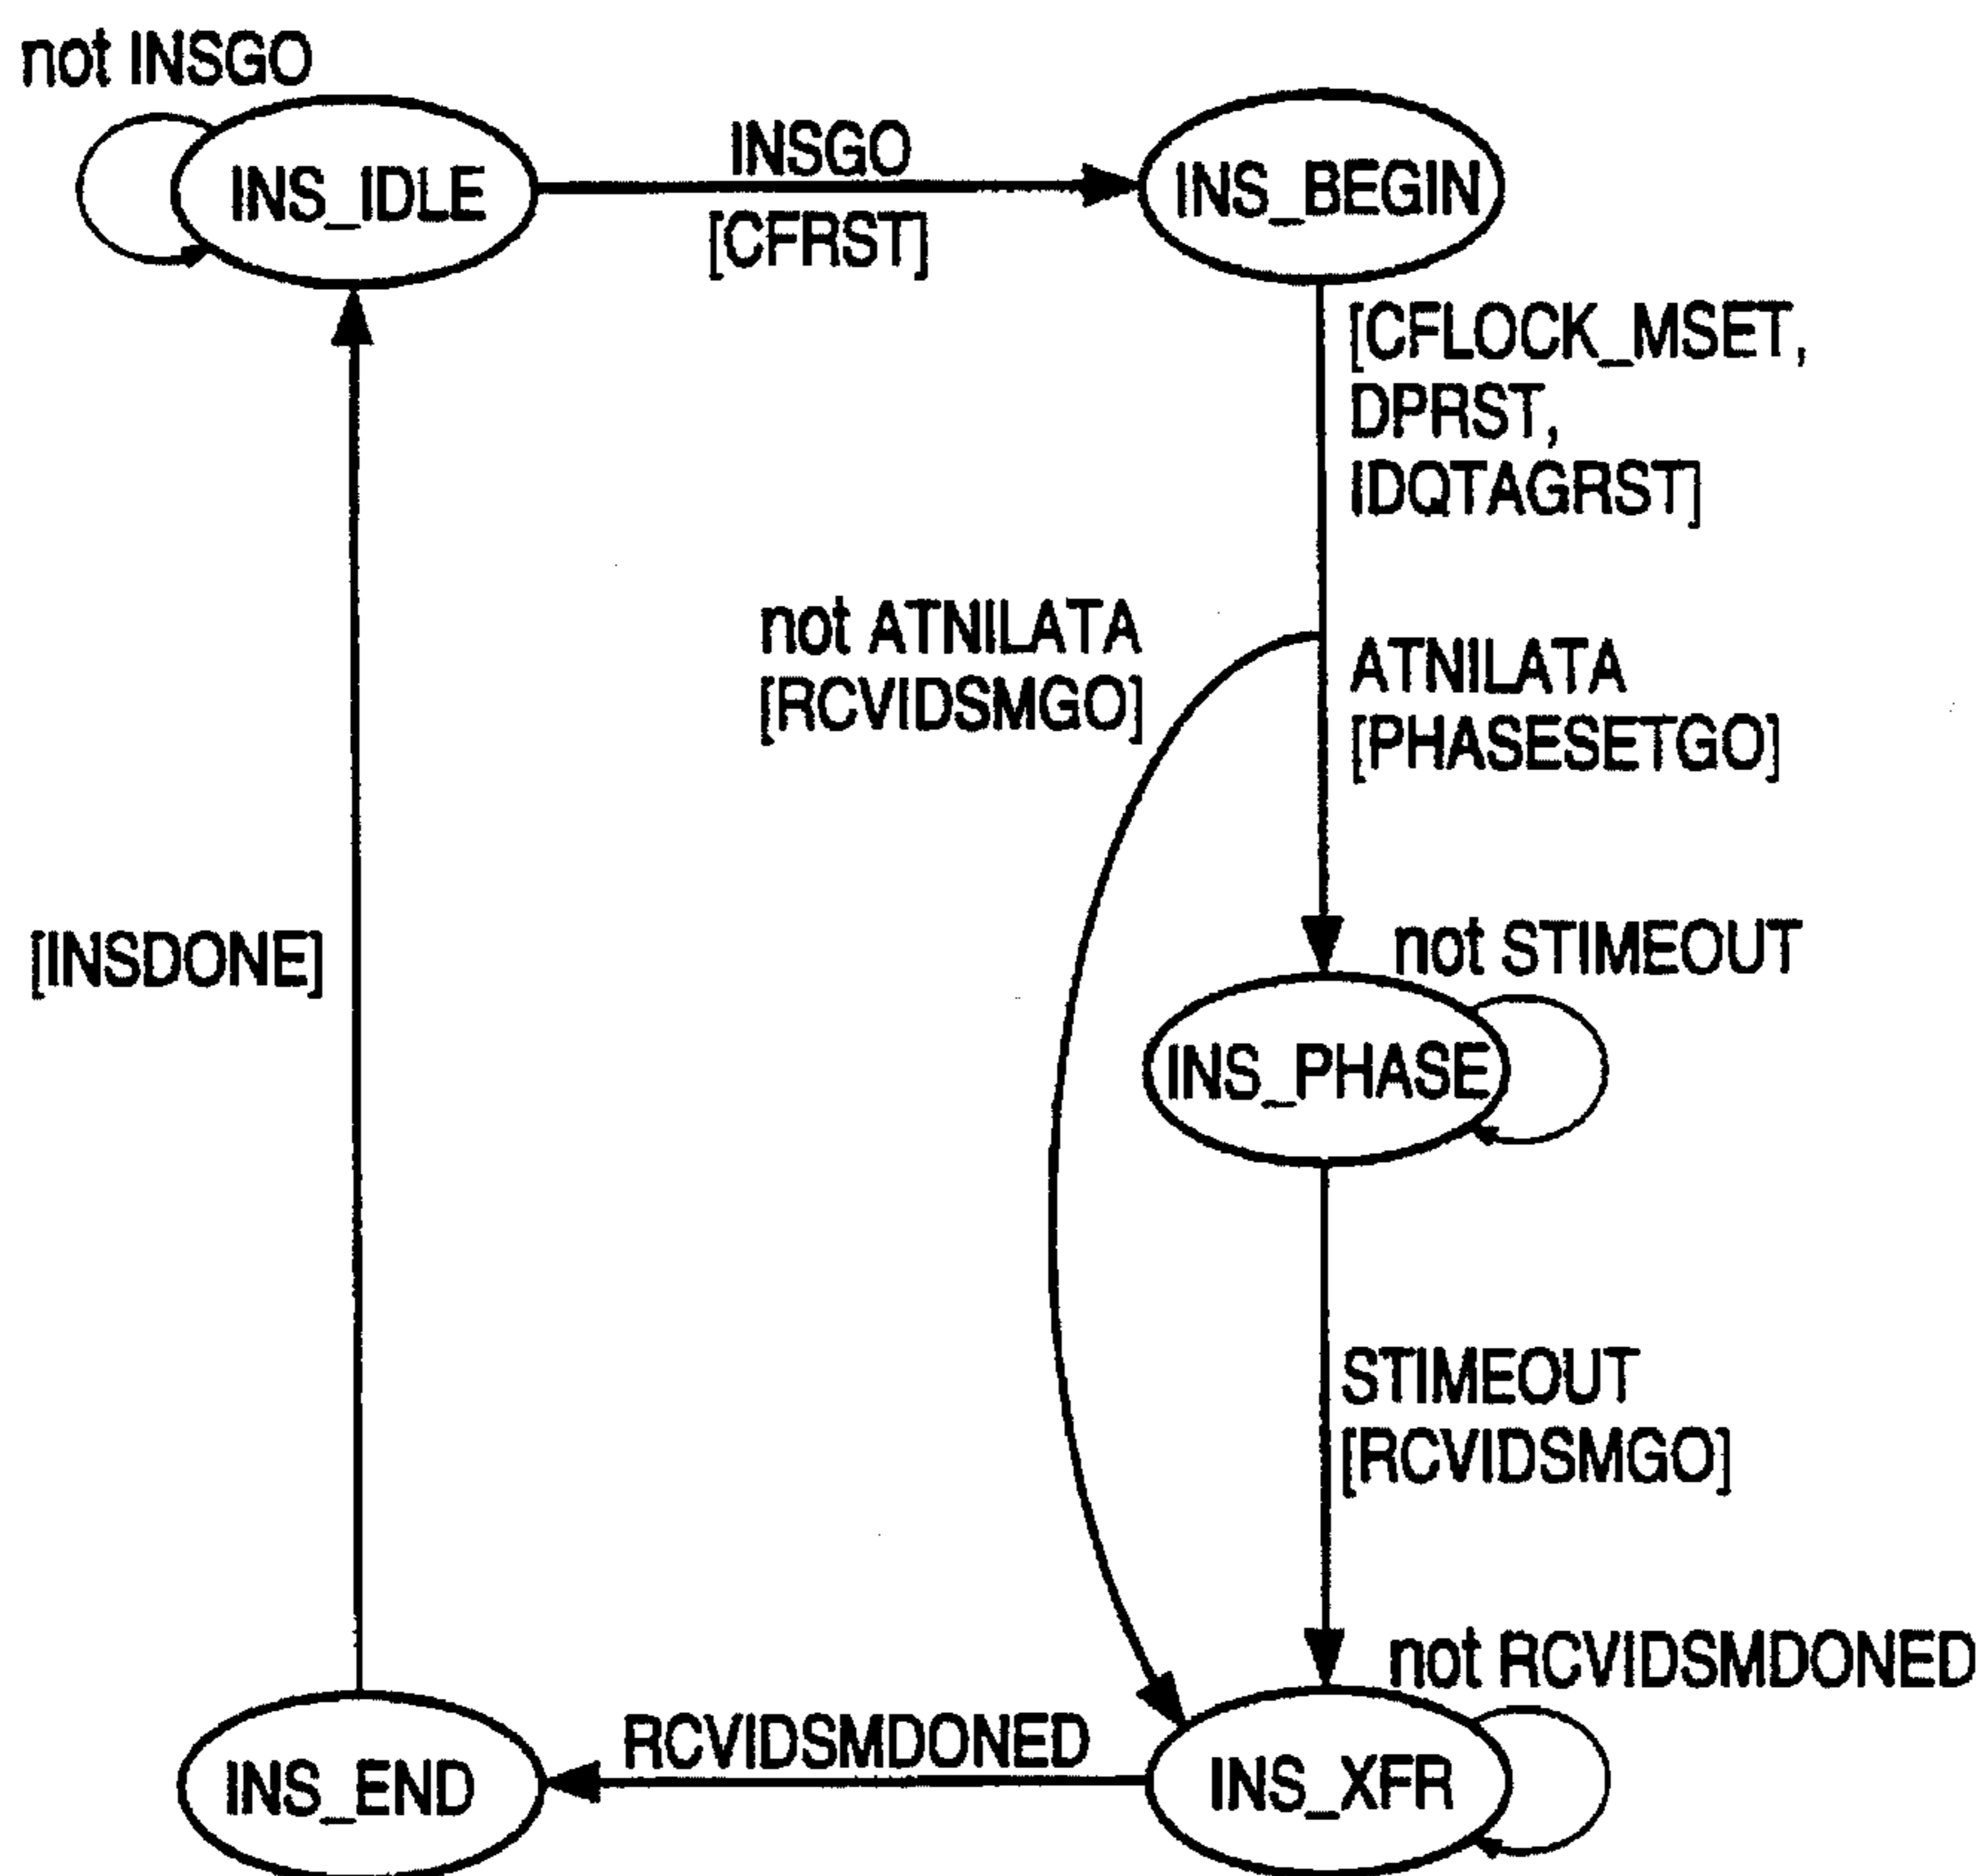 not INSGO
INS_IDLE
INSGO
[CFRST]
INS_BEGIN
[CFLOCK_MSET,
DPRST,
IDQTAGRST]
not ATNILATA
[RCVIDSMGO]
ATNILATA
[PHASESETGO]
[INSDONE]
not STIMEOUT
INS_PHASE
STIMEOUT
[RCVIDSMGO]
not RCVIDSMDONED
RCVIDSMDONED
INS_END
INS_XFR